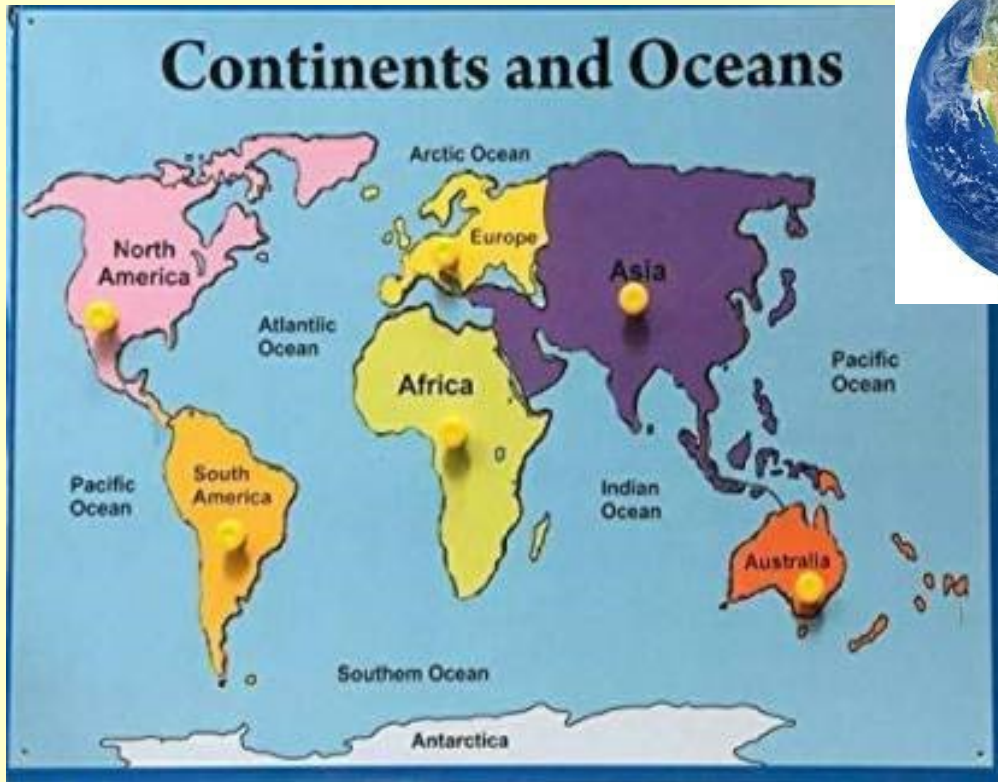 Continents and Oceans
Arctic Ocean
North
America
Europe
Asia
Atlantiic
Ocean
Africa
Pacific
Ocean
South
America
Pacific
Ocean
Indian
Ocean
Australia
Southern Ocean
Antarctica